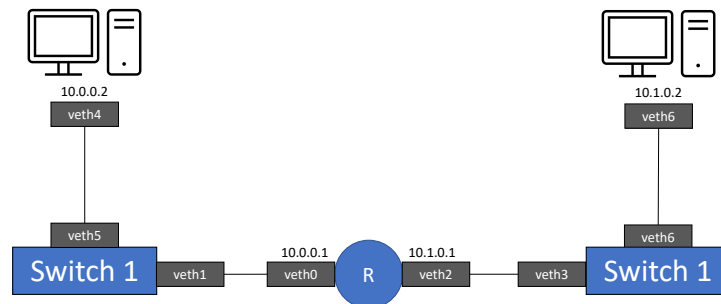 10.0.0.2
veth4
10.1.0.2
veth6
veth5
veth6
Switch 1
veth1
10.0.0.1
veth0
R
10.1.0.1
veth2
veth3
Switch 1